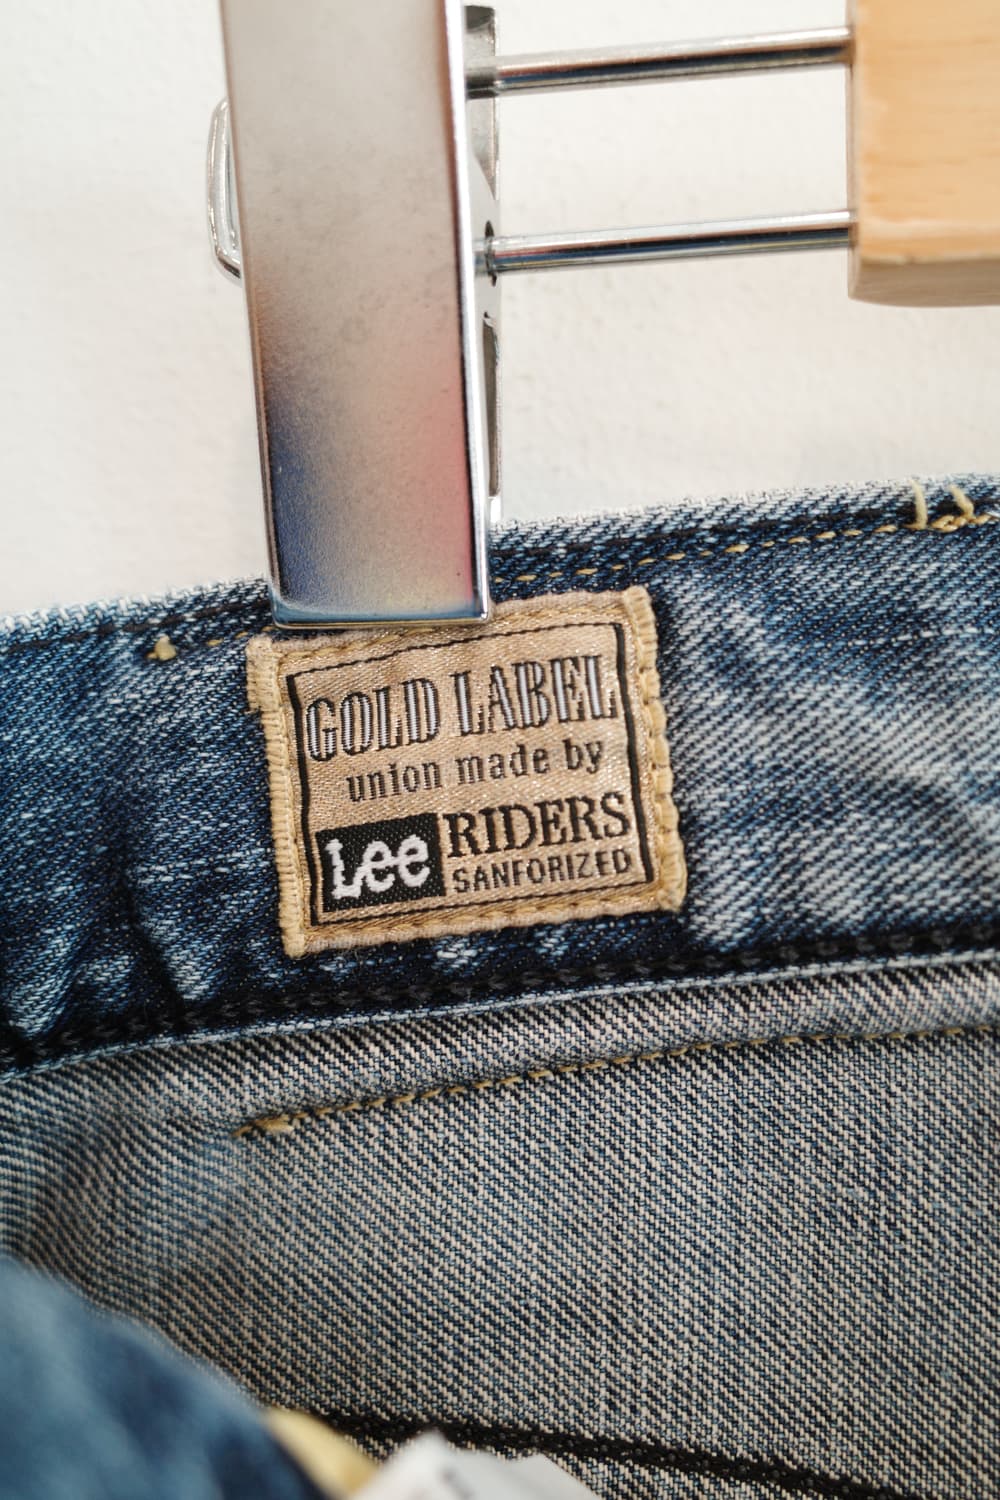 GOLD LABEL
union made by
Lee RIDERS
SANFORIZED